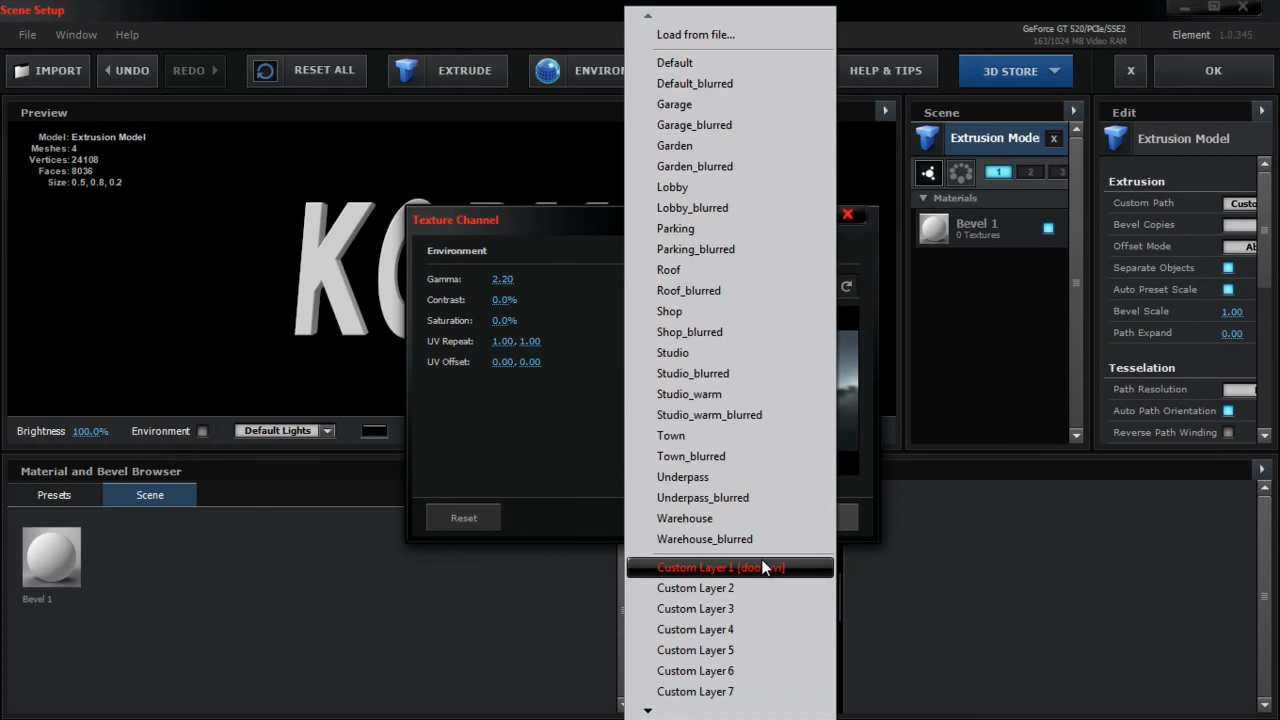 Scene Setup
File Window Help
GeForce GT 520/PCIe/SSE2
163/1024 MB Video RAM
Element 1.0.345
IMPORT UNDO REDO RESET ALL EXTRUDE HELP & TIPS 3D STORE X OK
Preview
Model: Extrusion Model
Meshes: 4
Vertices: 24108
Faces: 8036
Size: 0.5, 0.8, 0.2
Texture Channel
Environment
Gamma: 2.20
Contrast: 0.0%
Saturation: 0.0%
UV Repeat: 1.00, 1.00
UV Offset: 0.00, 0.00
Reset
Brightness 100.0% Environment Default Lights
Load from file...
Default
Default_blurred
Garage
Garage_blurred
Garden
Garden_blurred
Lobby
Lobby_blurred
Parking
Parking_blurred
Roof
Roof_blurred
Shop
Shop_blurred
Studio
Studio_blurred
Studio_warm
Studio_warm_blurred
Town
Town_blurred
Underpass
Underpass_blurred
Warehouse
Warehouse_blurred
Custom Layer 1
Custom Layer 2
Custom Layer 3
Custom Layer 4
Custom Layer 5
Custom Layer 6
Custom Layer 7
Scene
Extrusion Mode x
1 2 3
Materials
Bevel 1
0 Textures
Edit
Extrusion Model
Extrusion
Custom Path
Bevel Copies
Offset Mode
Separate Objects
Auto Preset Scale
Bevel Scale 1.00
Path Expand 0.00
Tesselation
Path Resolution
Auto Path Orientation
Reverse Path Winding
Material and Bevel Browser
Presets Scene
Bevel 1